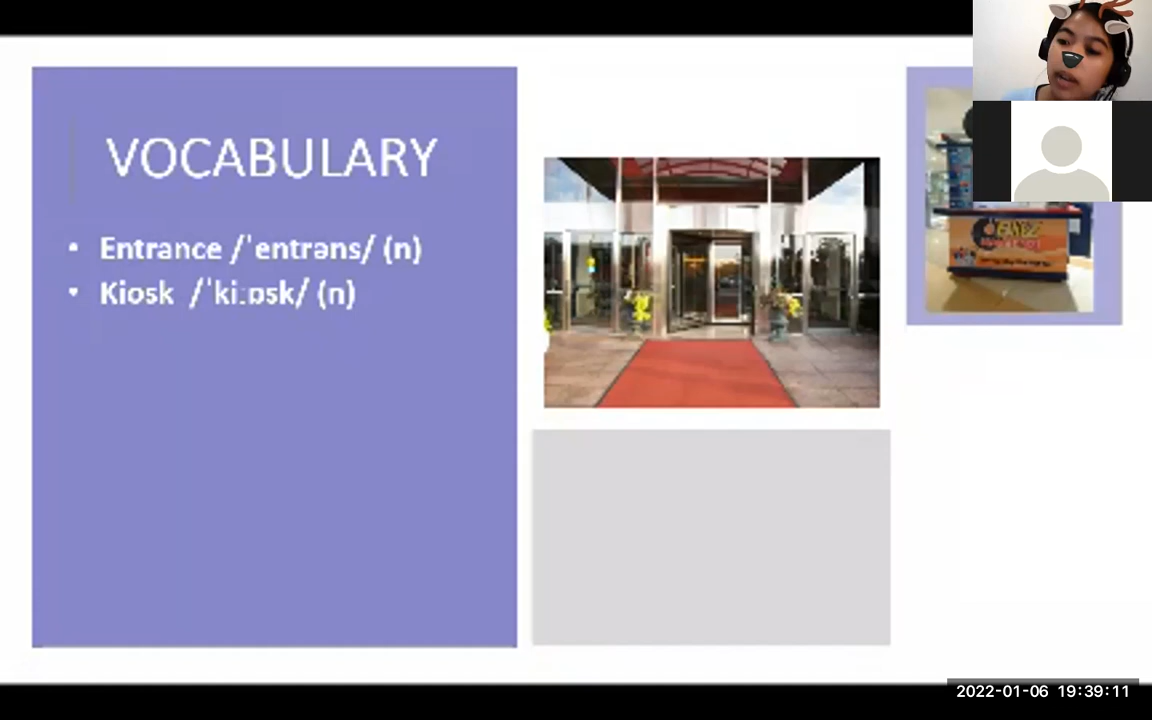 VOCABULARY
• Entrance /ˈentrəns/ (n)
• Kiosk /ˈkiːɒsk/ (n)
2022-01-06 19:39:11